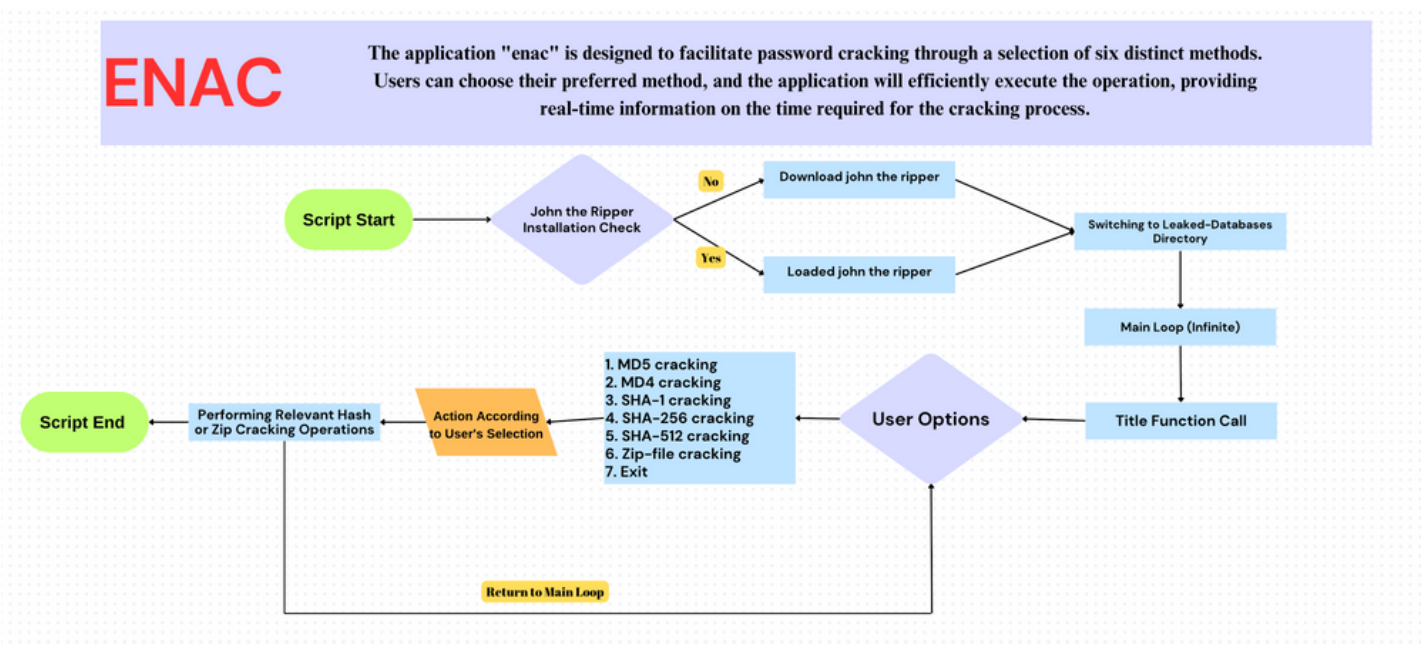 ENAC
The application "enac" is designed to facilitate password cracking through a selection of six distinct methods.
Users can choose their preferred method, and the application will efficiently execute the operation, providing
real-time information on the time required for the cracking process.
Script Start
John the Ripper
Installation Check
No
Download john the ripper
Yes
Loaded john the ripper
Switching to Leaked-Databases
Directory
Main Loop (Infinite)
Title Function Call
User Options
1. MD5 cracking
2. MD4 cracking
3. SHA-1 cracking
4. SHA-256 cracking
5. SHA-512 cracking
6. Zip-file cracking
7. Exit
Action According
to User's Selection
Performing Relevant Hash
or Zip Cracking Operations
Script End
Return to Main Loop